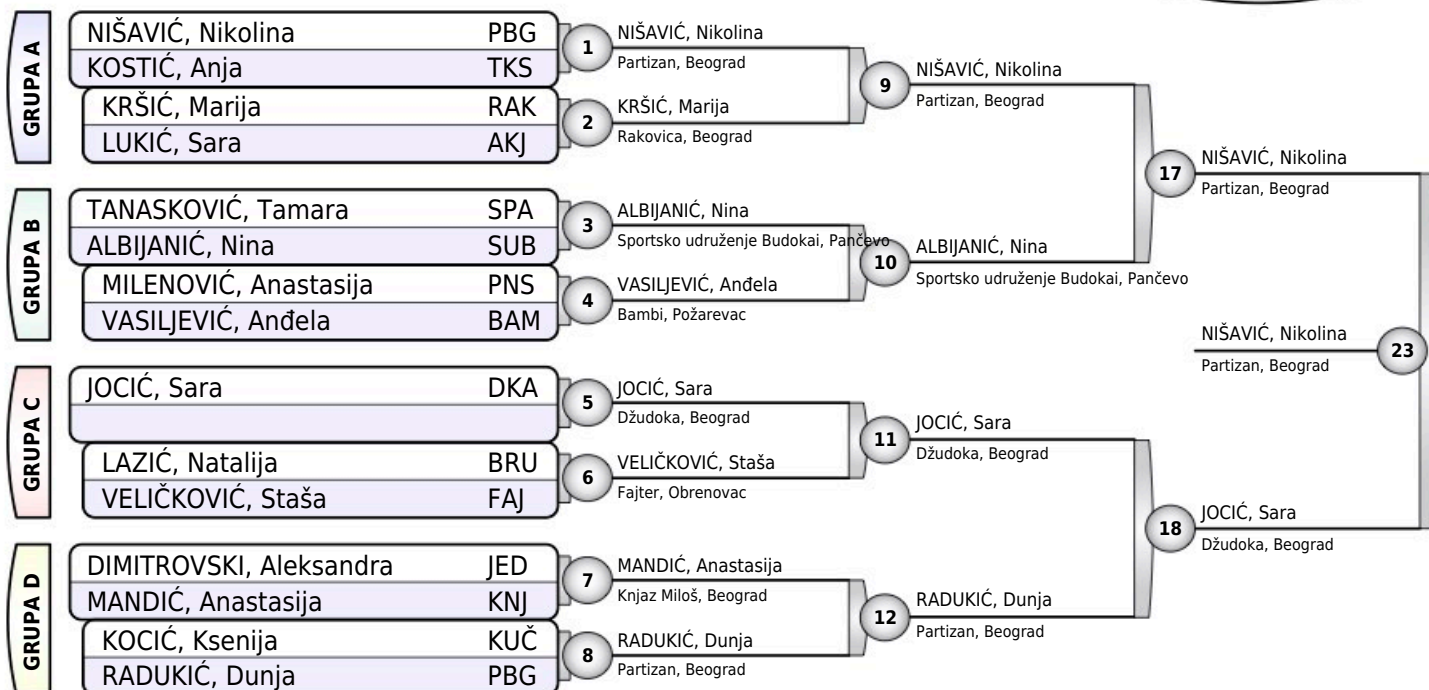 GRUPA A
NIŠAVIĆ, Nikolina PBG
KOSTIĆ, Anja TKS
KRŠIĆ, Marija RAK
LUKIĆ, Sara AKJ
GRUPA B
TANASKOVIĆ, Tamara SPA
ALBIJANIĆ, Nina SUB
MILENOVIĆ, Anastasija PNS
VASILJEVIĆ, Anđela BAM
GRUPA C
JOCIĆ, Sara DKA
LAZIĆ, Natalija BRU
VELIČKOVIĆ, Staša FAJ
GRUPA D
DIMITROVSKI, Aleksandra JED
MANDIĆ, Anastasija KNJ
KOCIĆ, Ksenija KUČ
RADUKIĆ, Dunja PBG
1
NIŠAVIĆ, Nikolina
Partizan, Beograd
2
KRŠIĆ, Marija
Rakovica, Beograd
3
ALBIJANIĆ, Nina
Sportsko udruženje Budokai, Pančevo
4
VASILJEVIĆ, Anđela
Bambi, Požarevac
5
JOCIĆ, Sara
Džudoka, Beograd
6
VELIČKOVIĆ, Staša
Fajter, Obrenovac
7
MANDIĆ, Anastasija
Knjaz Miloš, Beograd
8
RADUKIĆ, Dunja
Partizan, Beograd
9
NIŠAVIĆ, Nikolina
Partizan, Beograd
10
ALBIJANIĆ, Nina
Sportsko udruženje Budokai, Pančevo
11
JOCIĆ, Sara
Džudoka, Beograd
12
RADUKIĆ, Dunja
Partizan, Beograd
17
NIŠAVIĆ, Nikolina
Partizan, Beograd
18
JOCIĆ, Sara
Džudoka, Beograd
NIŠAVIĆ, Nikolina
Partizan, Beograd
23